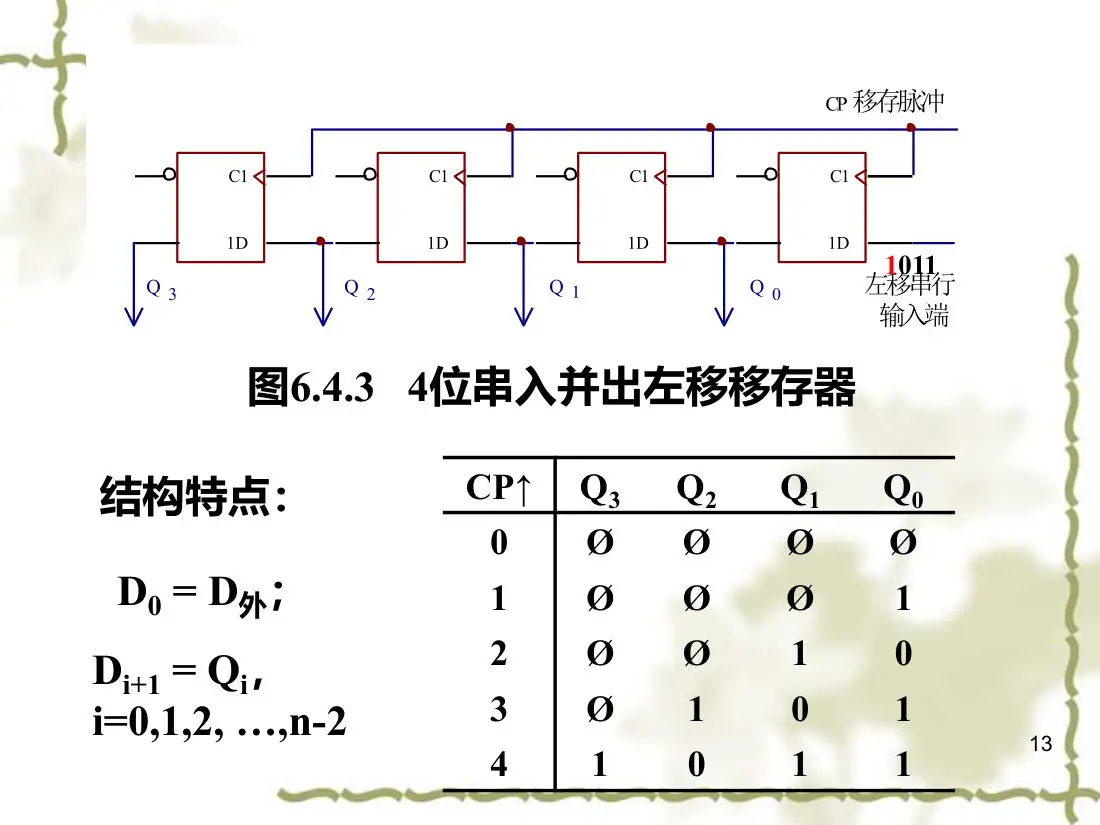 CP 移存脉冲
C1 C1 C1 C1
1D 1D 1D 1D
1011
Q 3 Q 2 Q 1 Q 0 左移串行
输入端
图6.4.3 4位串入并出左移移存器
结构特点：
D0 = D外；
Di+1 = Qi，
i=0,1,2, …,n-2
CP↑ Q3 Q2 Q1 Q0
0 Ø Ø Ø Ø
1 Ø Ø Ø 1
2 Ø Ø 1 0
3 Ø 1 0 1
4 1 0 1 1
13